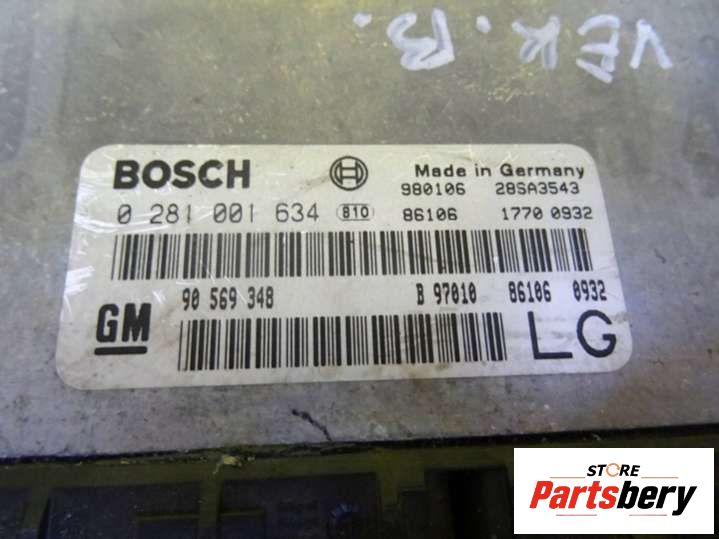 VEK. B.
BOSCH Made in Germany
980106 28SA3543
0 281 001 634 810 86106 1770 0932
GM 90 569 348 B 97010 86106 0932
LG
STORE
Partsbery